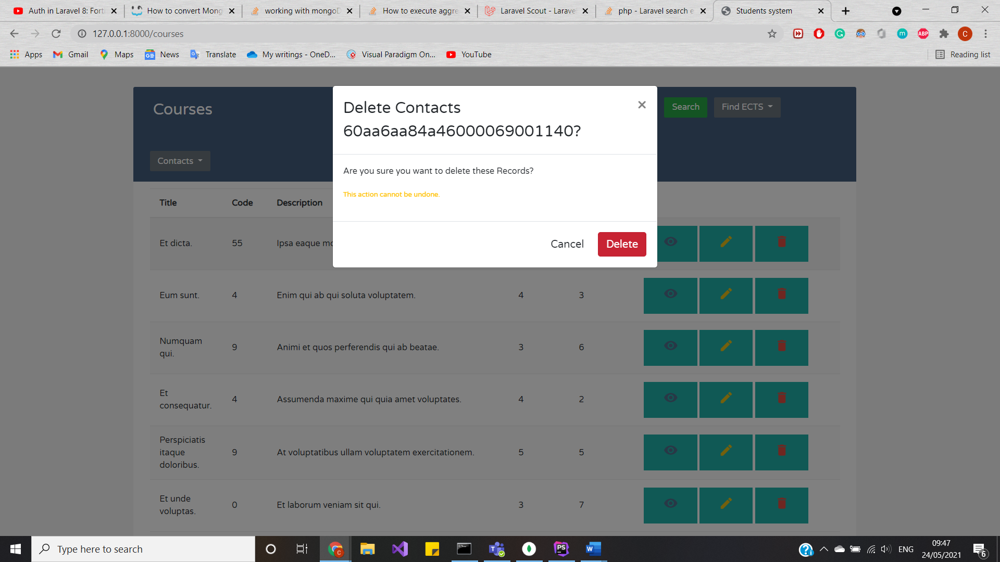 Auth in Laravel 8: Forti
How to convert Mong
working with mongoD
How to execute aggre
Laravel Scout - Laravel
php - Laravel search e
Students system
127.0.0.1:8000/courses
Apps
Gmail
Maps
News
Translate
My writings - OneD...
Visual Paradigm On...
YouTube
Reading list
Courses
Search
Find ECTS
Contacts
Delete Contacts
60aa6aa84a46000069001140?
Are you sure you want to delete these Records?
This action cannot be undone.
Cancel
Delete
Title Code Description
Et dicta. 55 Ipsa eaque mo
Eum sunt. 4 Enim qui ab qui soluta voluptatem. 4 3
Numquam
qui. 9 Animi et quos perferendis qui ab beatae. 3 6
Et
consequatur. 4 Assumenda maxime qui quia amet voluptates. 4 2
Perspiciatis
itaque 9 At voluptatibus ullam voluptatem exercitationem. 5 5
doloribus.
Et unde
voluptas. 0 Et laborum veniam sit qui. 3 7
Type here to search
ENG
09:47
24/05/2021
6